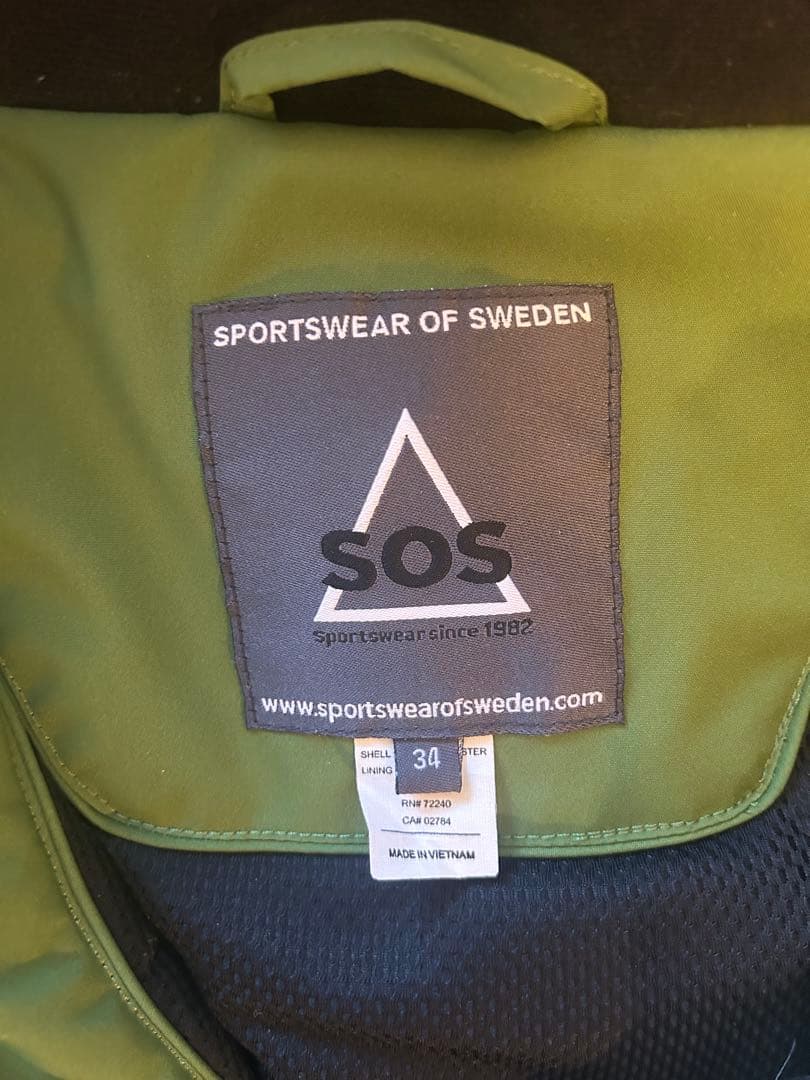 SPORTSWEAR OF SWEDEN
SOS
Sportswear since 1982
www.sportswearofsweden.com
SHELL STER
LINING
34
RN# 72240
CA# 02784
MADE IN VIETNAM